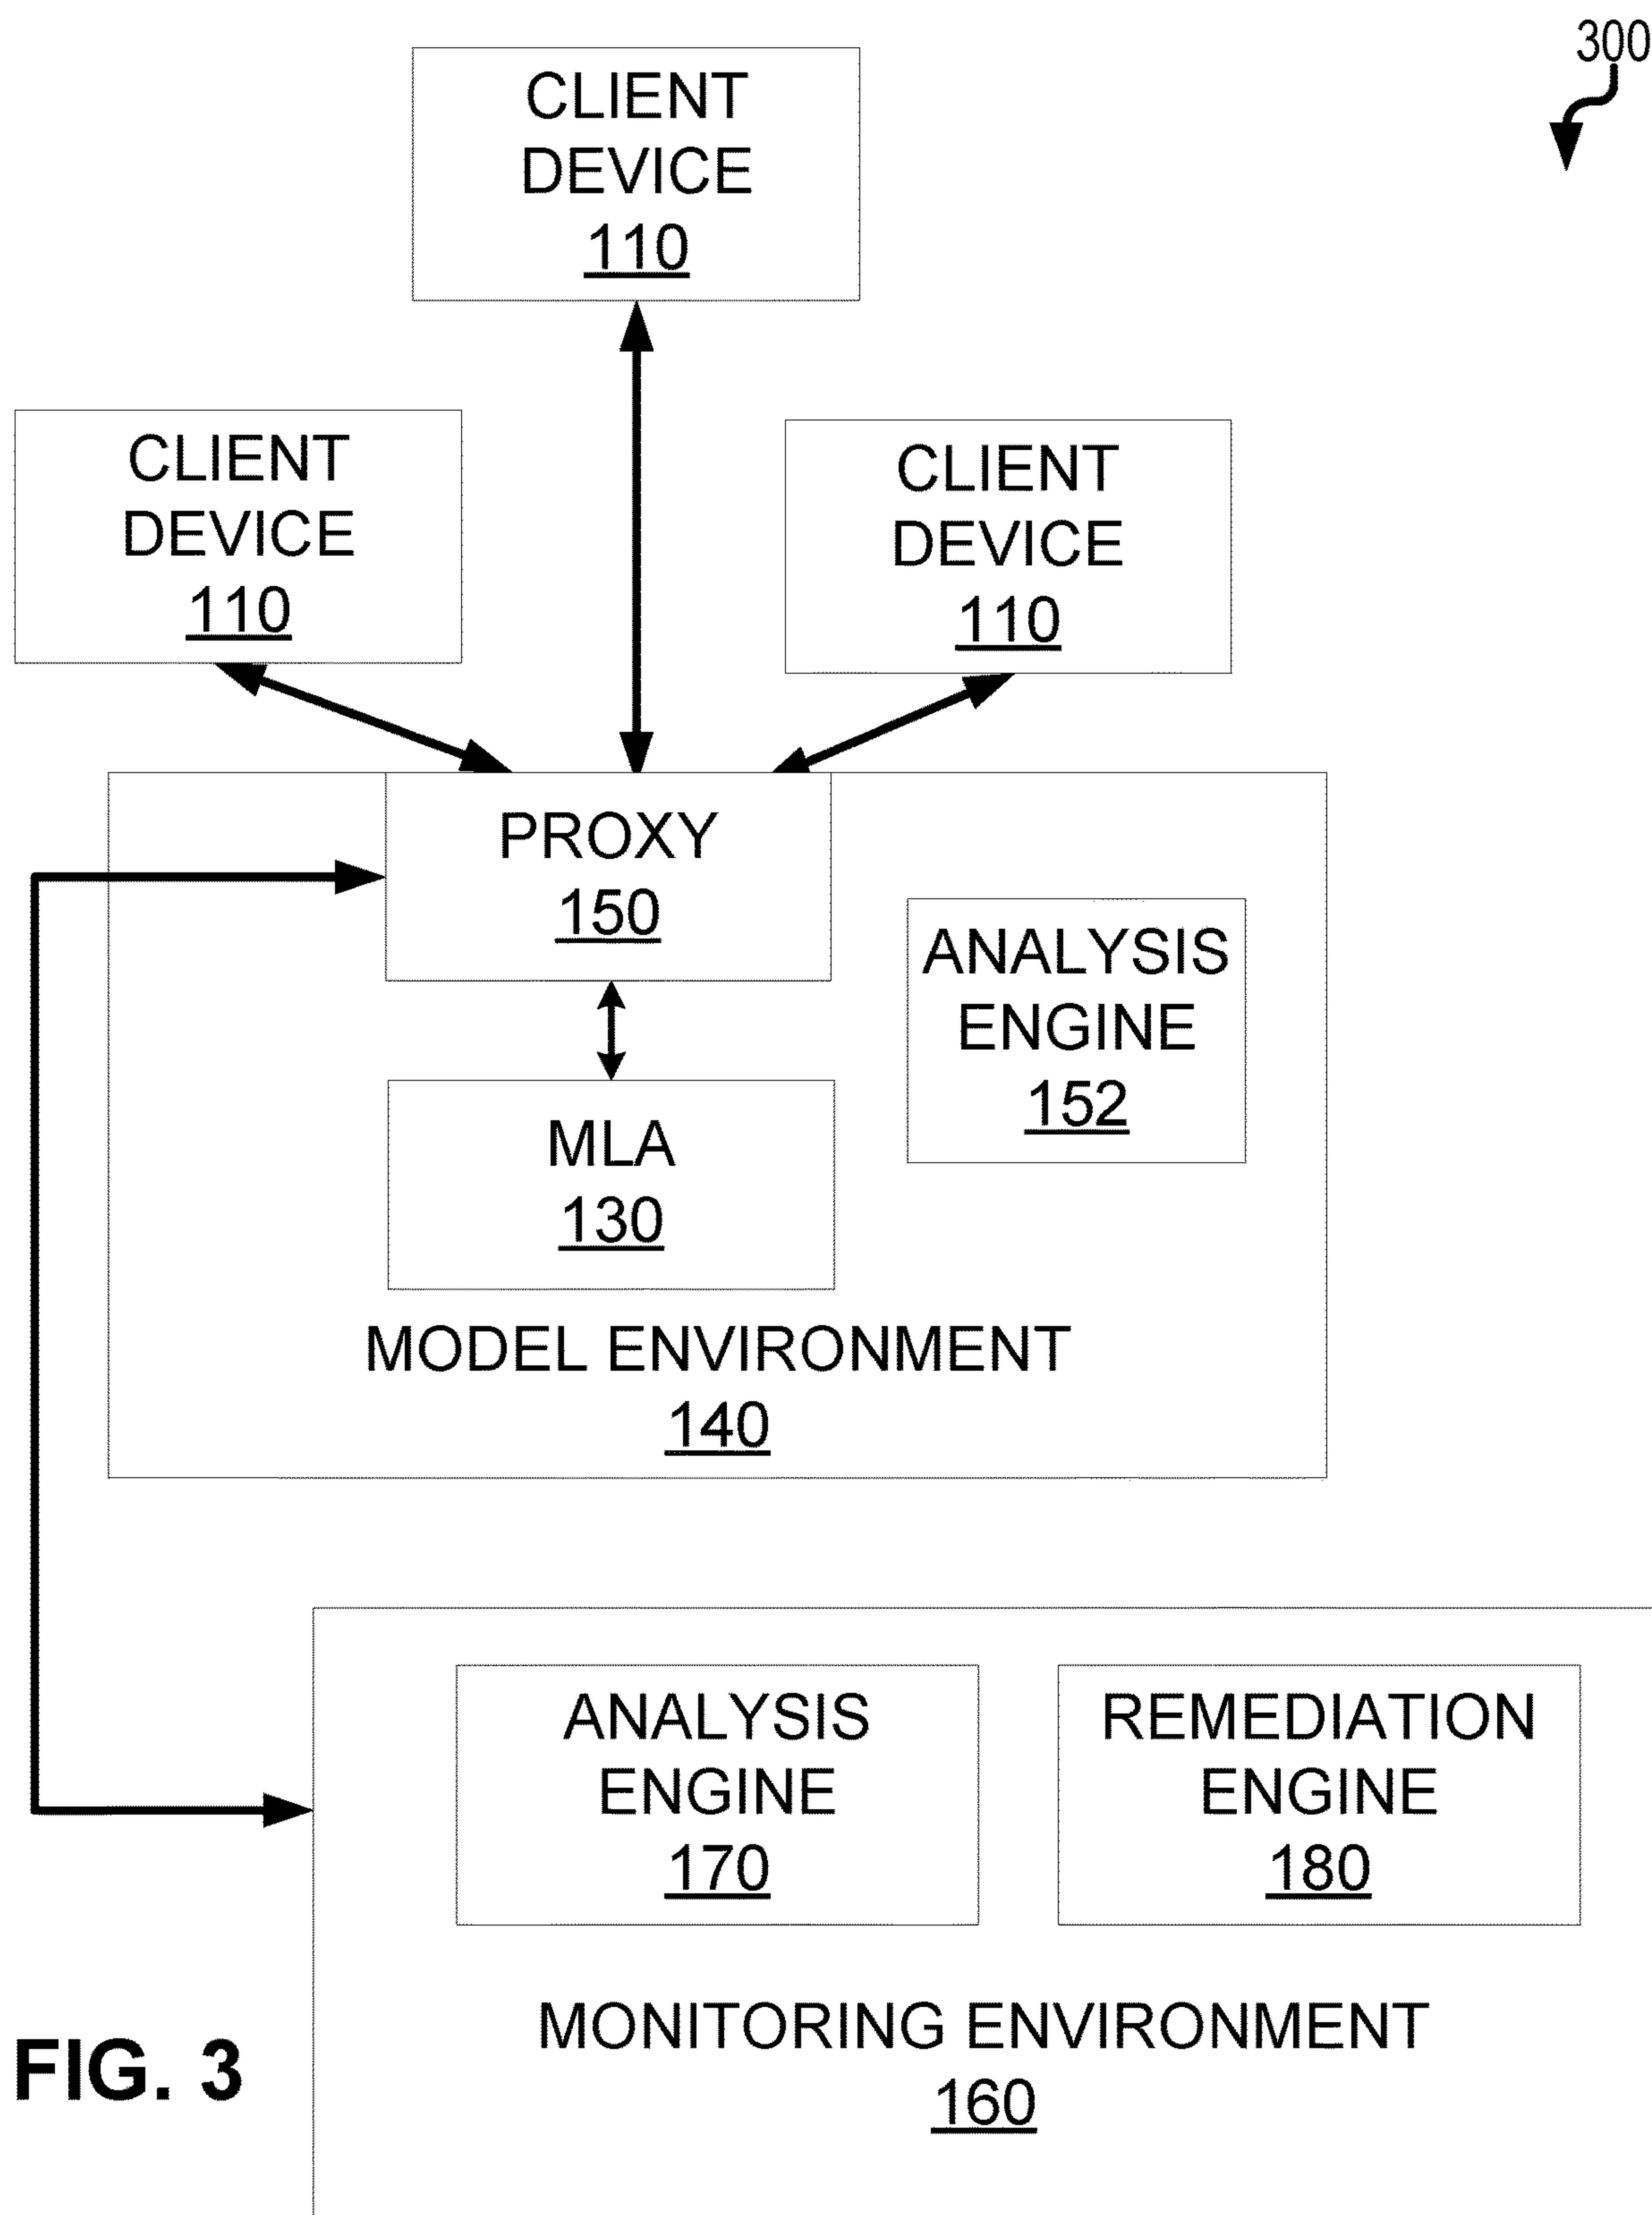 300
CLIENT
DEVICE
110
CLIENT
DEVICE
110
CLIENT
DEVICE
110
PROXY
150
ANALYSIS
ENGINE
152
MLA
130
MODEL ENVIRONMENT
140
ANALYSIS
ENGINE
170
REMEDIATION
ENGINE
180
MONITORING ENVIRONMENT
160
FIG. 3